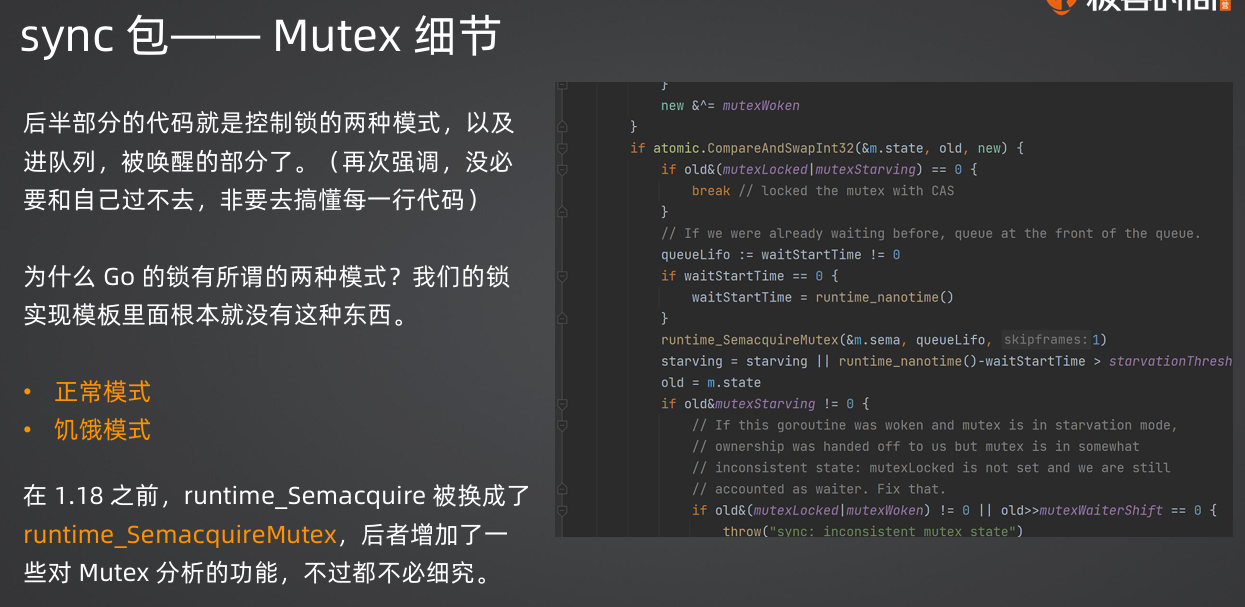 sync 包—— Mutex 细节
后半部分的代码就是控制锁的两种模式，以及
进队列，被唤醒的部分了。（再次强调，没必
要和自己过不去，非要去搞懂每一行代码）
为什么 Go 的锁有所谓的两种模式？我们的锁
实现模板里面根本就没有这种东西。
• 正常模式
• 饥饿模式
在 1.18 之前，runtime_Semacquire 被换成了
runtime_SemacquireMutex，后者增加了一
些对 Mutex 分析的功能，不过都不必细究。
}
new &^= mutexWoken
}
if atomic.CompareAndSwapInt32(&m.state, old, new) {
if old&(mutexLocked|mutexStarving) == 0 {
break // locked the mutex with CAS
}
// If we were already waiting before, queue at the front of the queue.
queueLifo := waitStartTime != 0
if waitStartTime == 0 {
waitStartTime = runtime_nanotime()
}
runtime_SemacquireMutex(&m.sema, queueLifo, skipframes: 1)
starving = starving || runtime_nanotime()-waitStartTime > starvationThresh
old = m.state
if old&mutexStarving != 0 {
// If this goroutine was woken and mutex is in starvation mode,
// ownership was handed off to us but mutex is in somewhat
// inconsistent state: mutexLocked is not set and we are still
// accounted as waiter. Fix that.
if old&(mutexLocked|mutexWoken) != 0 || old>>mutexWaiterShift == 0 {
throw("sync: inconsistent mutex state")